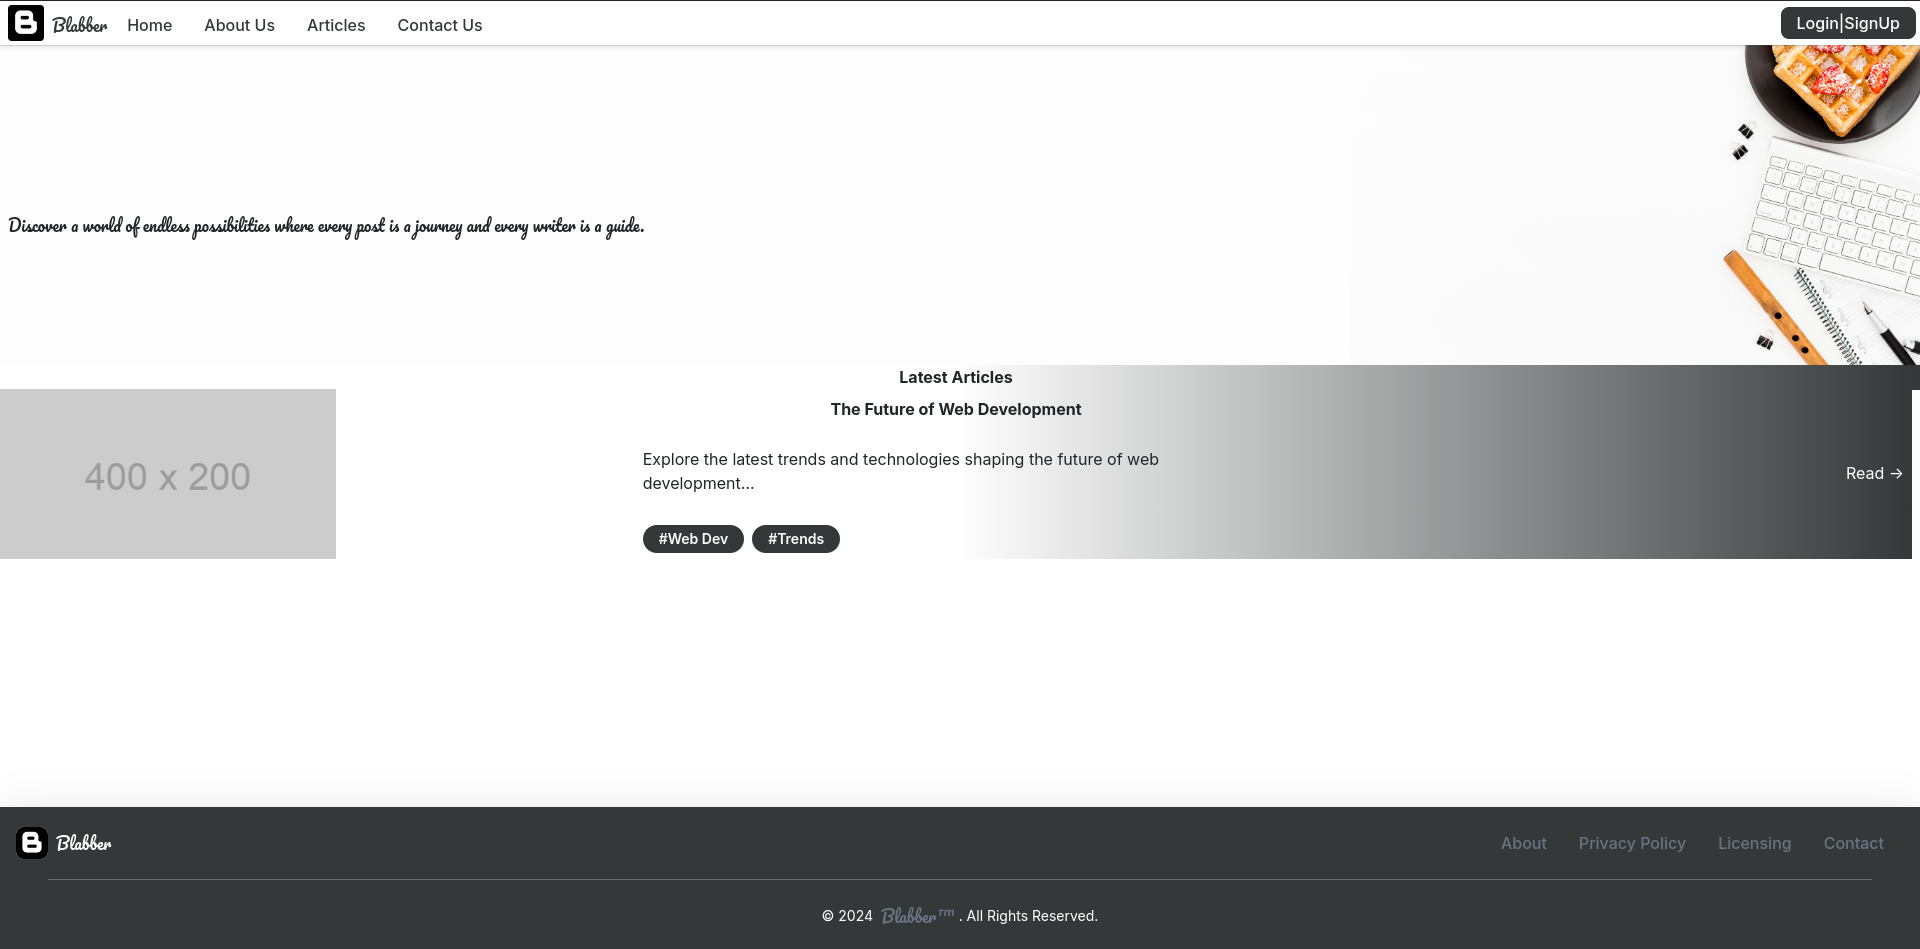 Blabber Home About Us Articles Contact Us Login|SignUp
Discover a world of endless possibilities where every post is a journey and every writer is a guide.
Latest Articles
400 x 200
The Future of Web Development
Explore the latest trends and technologies shaping the future of web
development...
Read →
#Web Dev #Trends
Blabber About Privacy Policy Licensing Contact
© 2024 Blabber™ . All Rights Reserved.